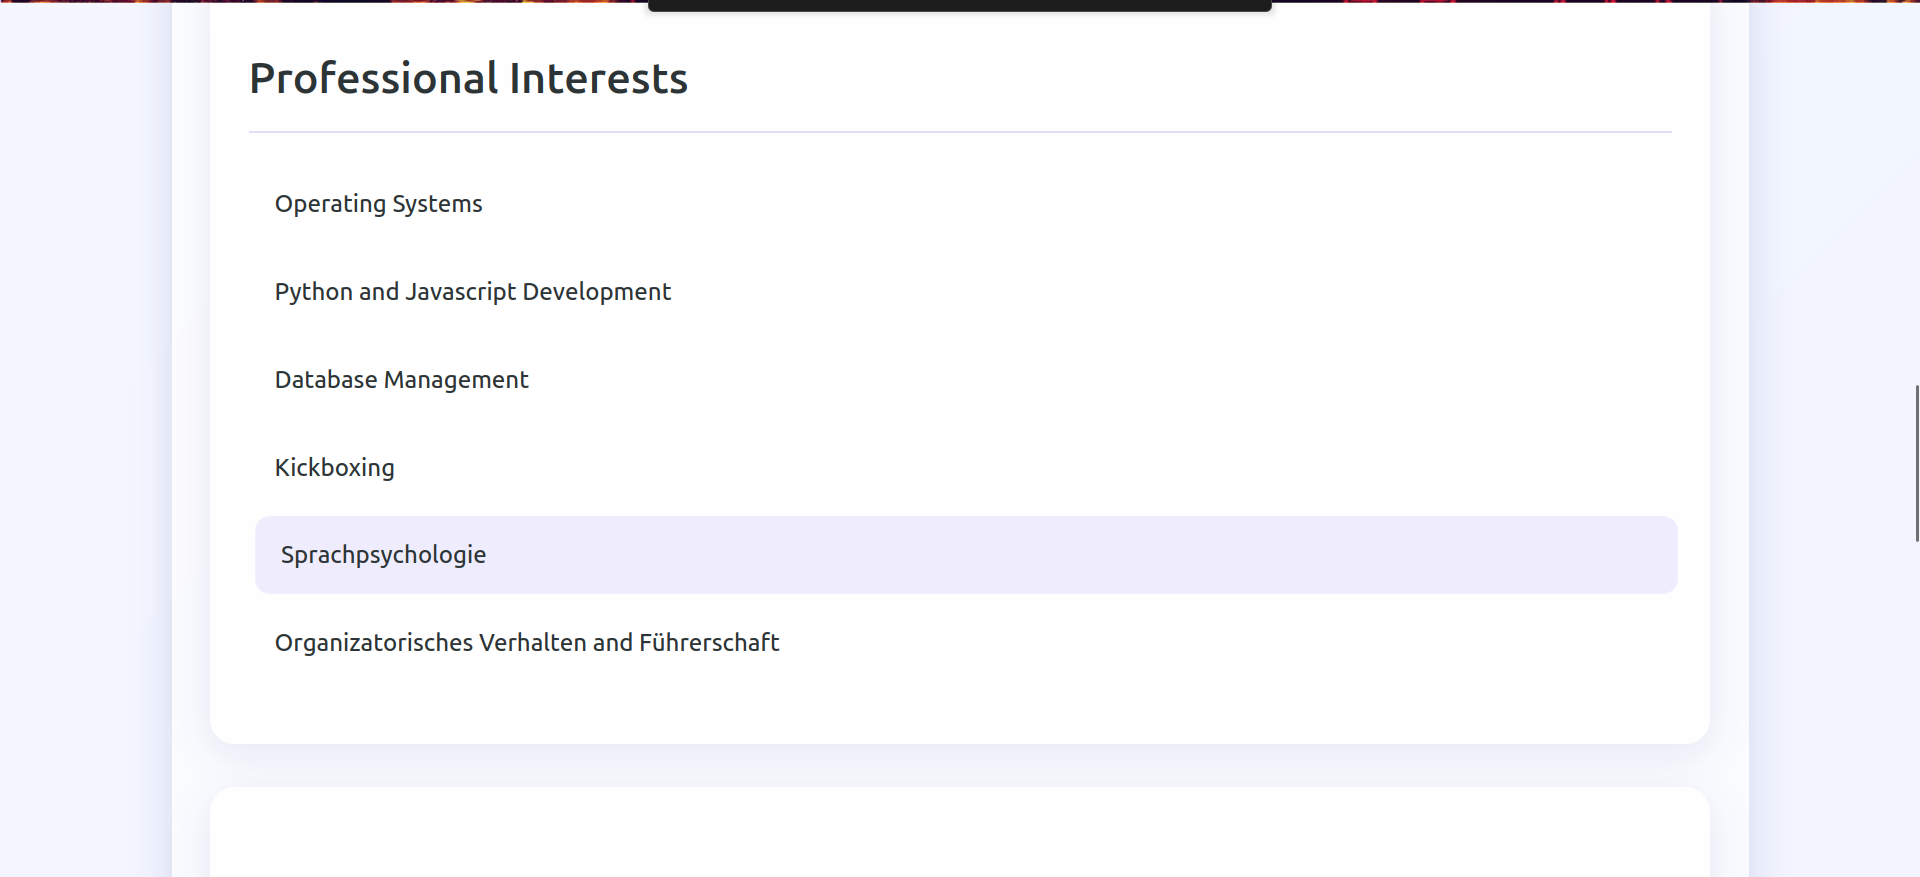 Professional Interests
Operating Systems
Python and Javascript Development
Database Management
Kickboxing
Sprachpsychologie
Organizatorisches Verhalten and Führerschaft